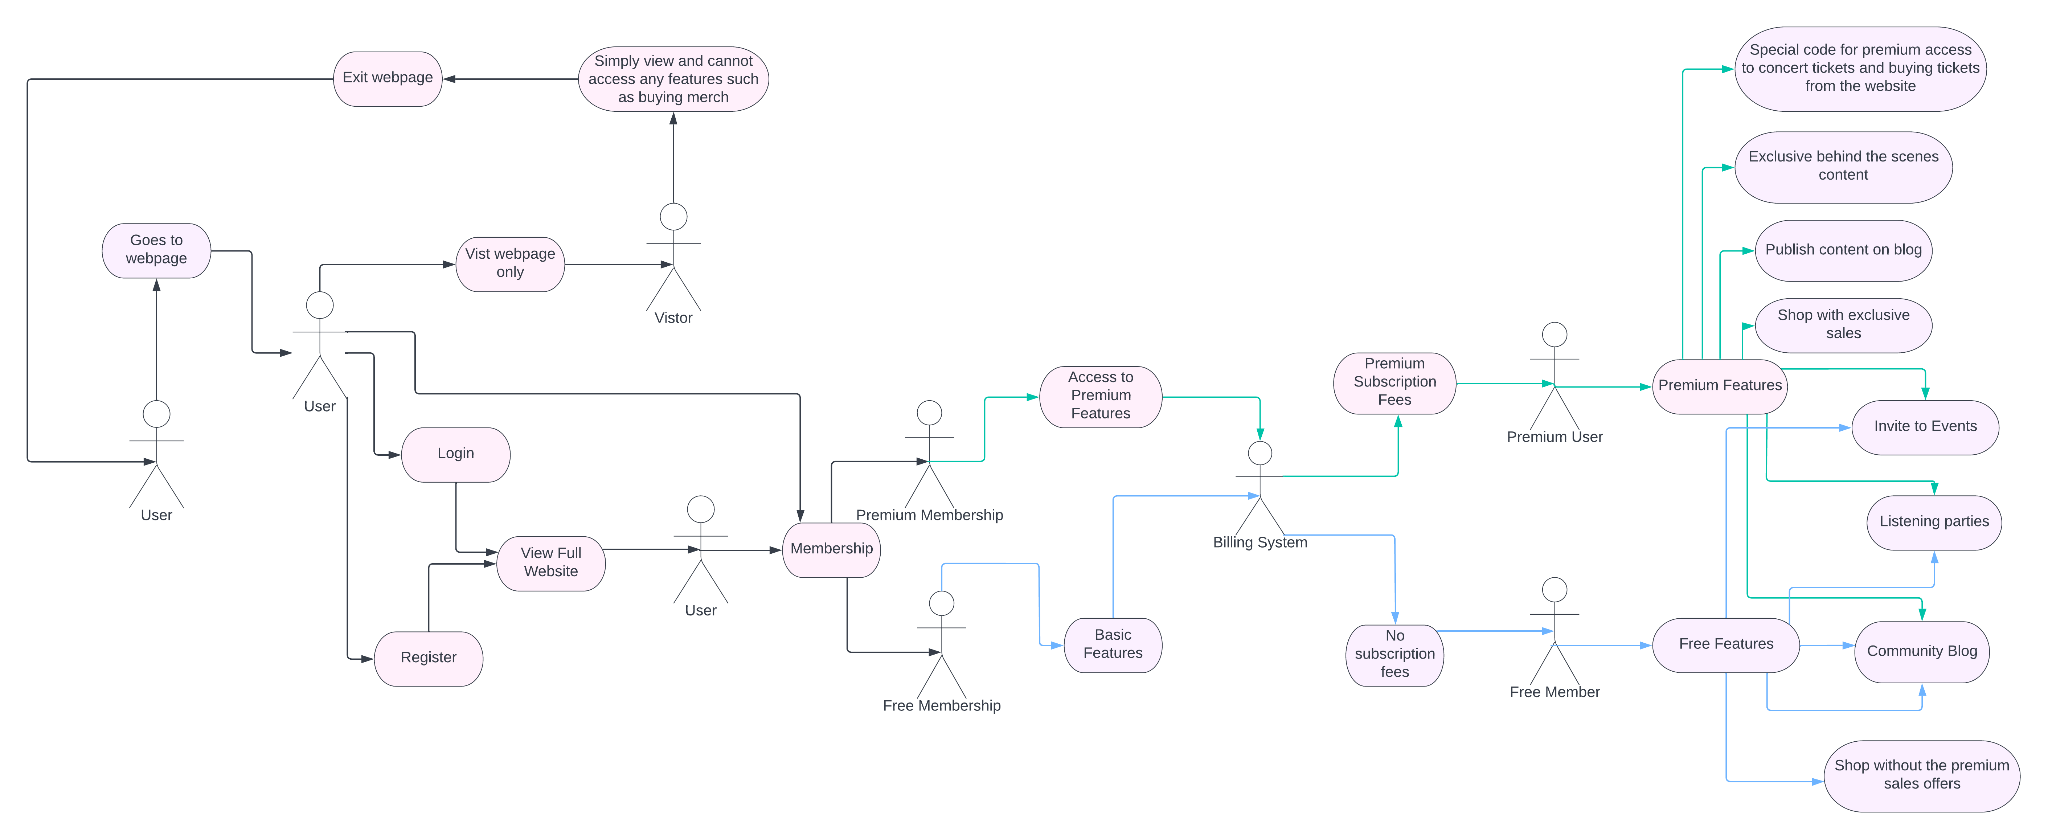 Exit webpage
Simply view and cannot
access any features such
as buying merch
Goes to
webpage
Vist webpage
only
Vistor
User
User
Login
Register
View Full
Website
User
Membership
Premium Membership
Free Membership
Access to
Premium
Features
Basic
Features
Billing System
Premium
Subscription
Fees
No
subscription
fees
Premium User
Free Member
Premium Features
Free Features
Special code for premium access
to concert tickets and buying tickets
from the website
Exclusive behind the scenes
content
Publish content on blog
Shop with exclusive
sales
Invite to Events
Listening parties
Community Blog
Shop without the premium
sales offers